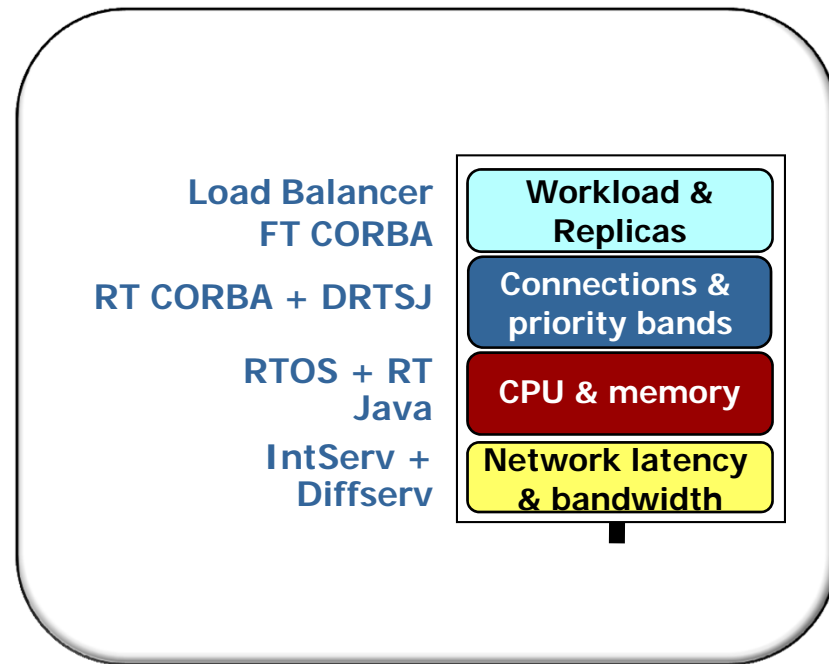 Load Balancer
FT CORBA
Workload &
Replicas
RT CORBA + DRTSJ
Connections &
priority bands
RTOS + RT
Java
CPU & memory
IntServ +
Diffserv
Network latency
& bandwidth